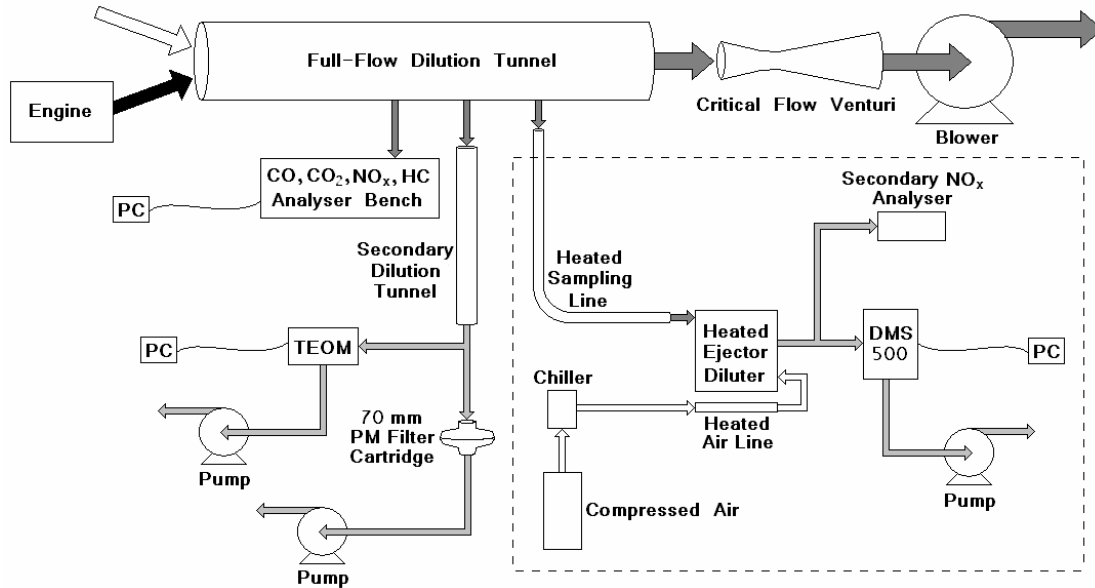 Full-Flow Dilution Tunnel
Engine
Critical Flow Venturi
Blower
CO, CO₂, NOₓ, HC
Analyser Bench
PC
Secondary
Dilution
Tunnel
Heated
Sampling
Line
Secondary NOₓ
Analyser
TEOM
PC
Heated
Ejector
Diluter
DMS
500
PC
Chiller
Heated
Air Line
70 mm
PM Filter
Cartridge
Pump
Pump
Compressed Air
Pump